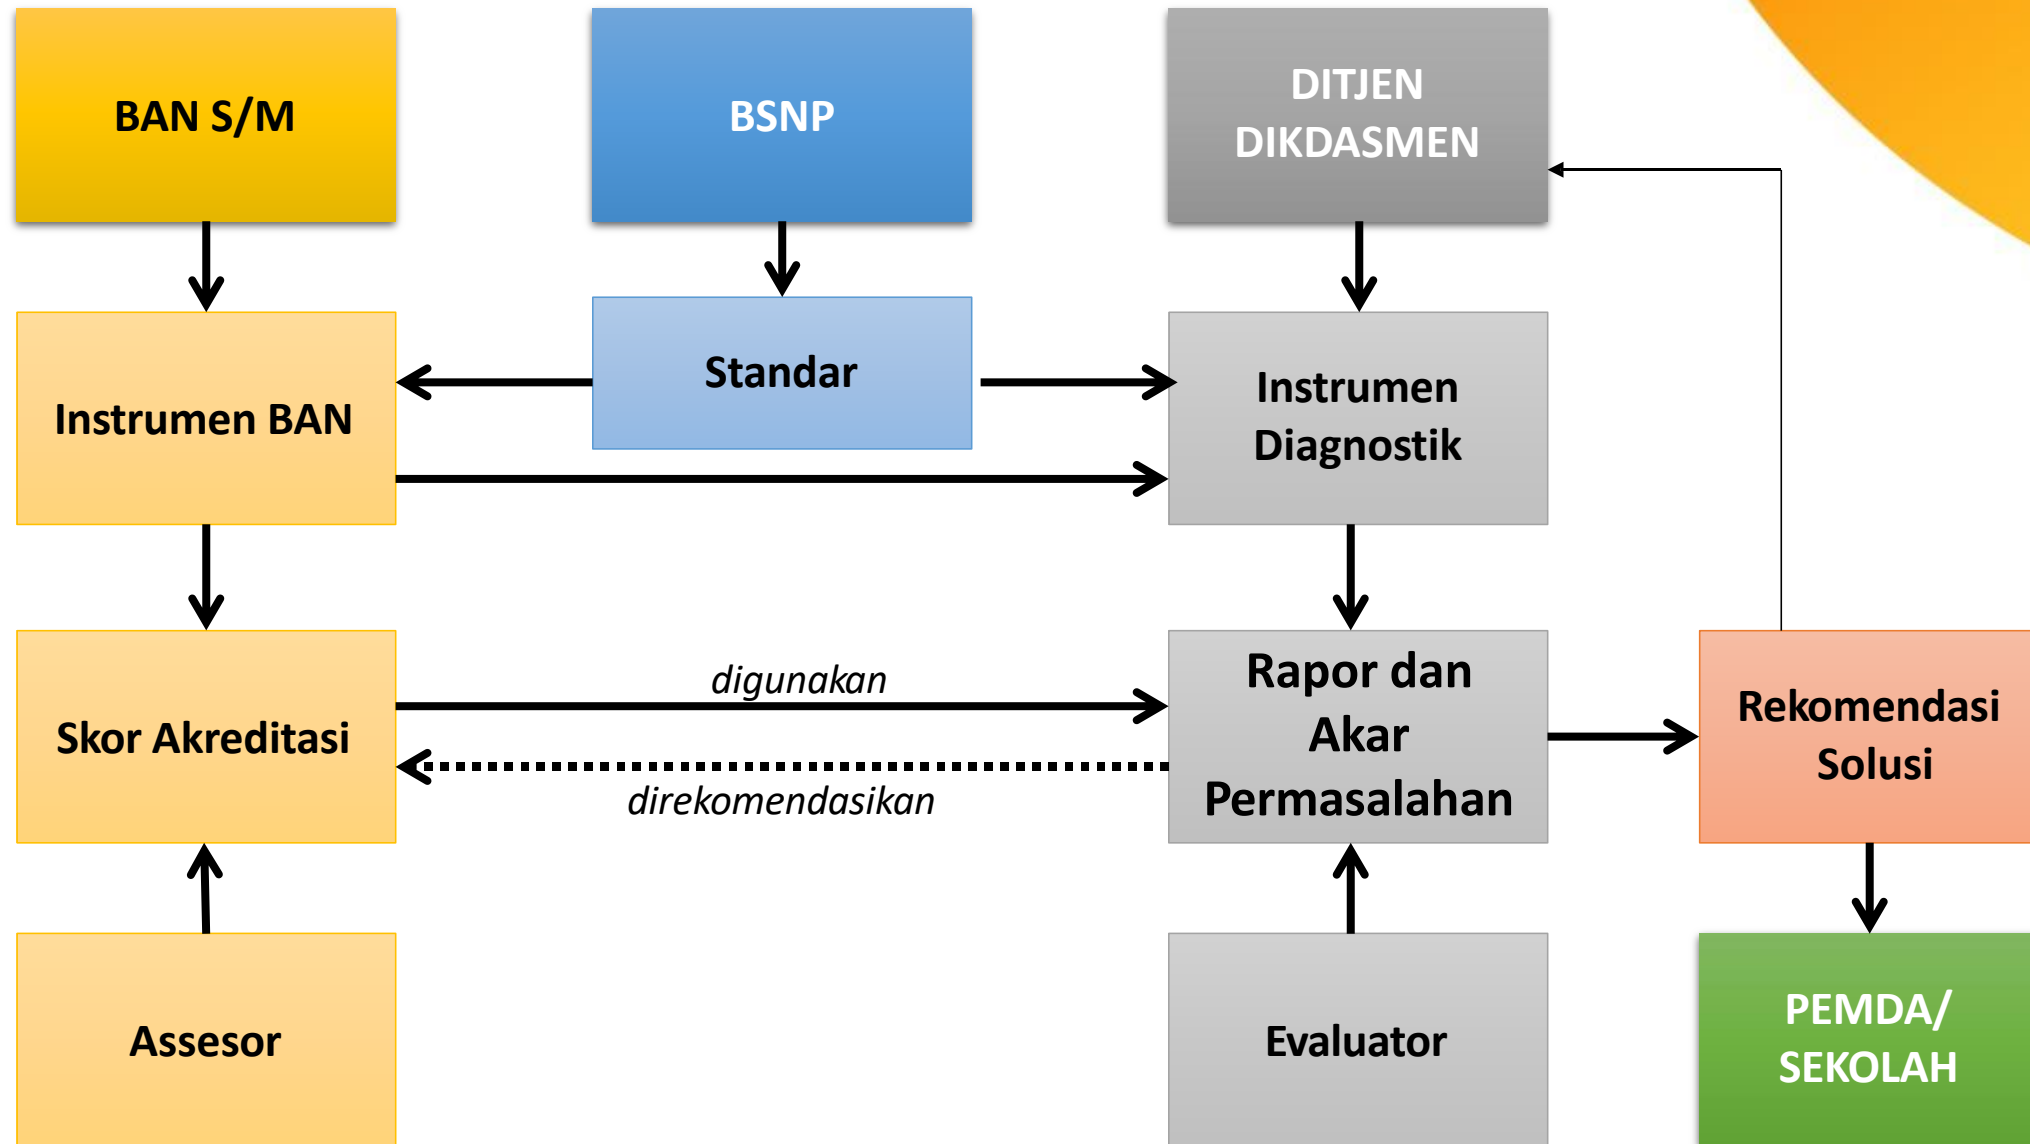 BAN S/M
BSNP
DITJEN
DIKDASMEN
Instrumen BAN
Standar
Instrumen
Diagnostik
Skor Akreditasi
digunakan
direkomendasikan
Rapor dan
Akar
Permasalahan
Rekomendasi
Solusi
Assesor
Evaluator
PEMDA/
SEKOLAH